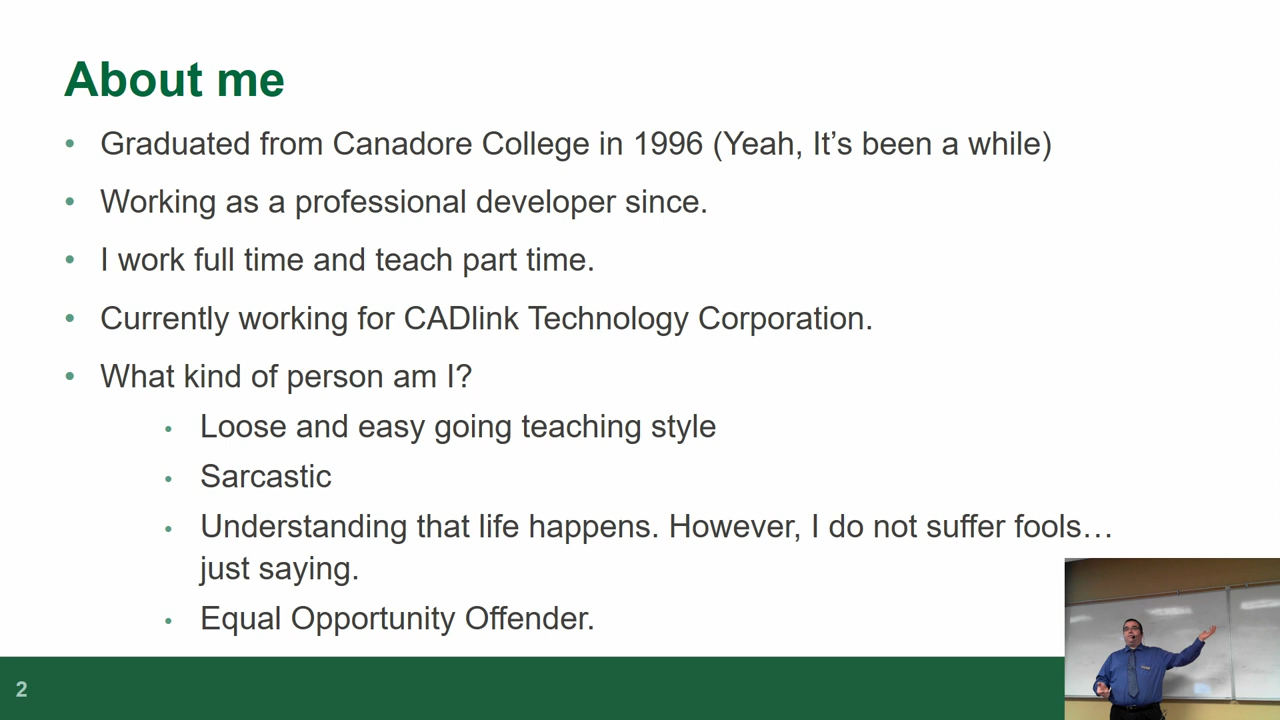 About me
• Graduated from Canadore College in 1996 (Yeah, It’s been a while)
• Working as a professional developer since.
• I work full time and teach part time.
• Currently working for CADlink Technology Corporation.
• What kind of person am I?
• Loose and easy going teaching style
• Sarcastic
• Understanding that life happens. However, I do not suffer fools…
just saying.
• Equal Opportunity Offender.
2